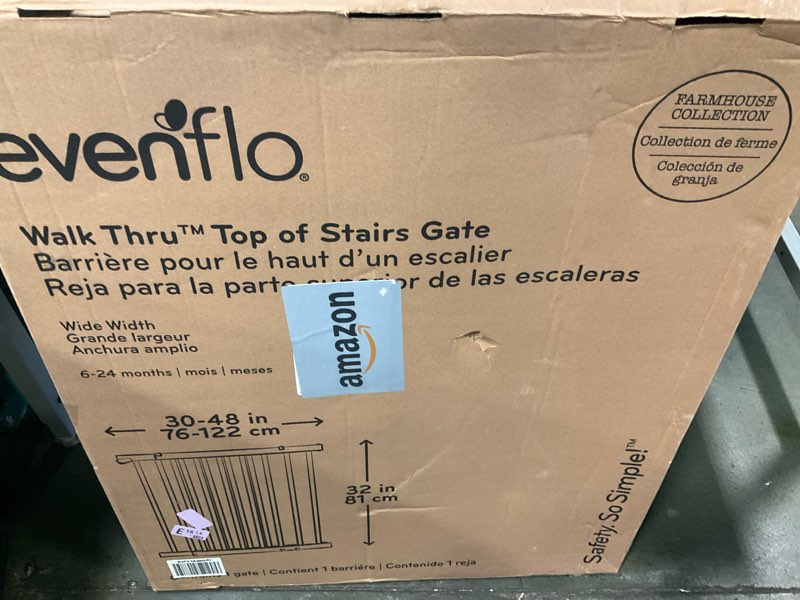 evenflo®
FARMHOUSE
COLLECTION
Collection de ferme
Colección de
granja
Walk Thru™ Top of Stairs Gate
Barrière pour le haut d'un escalier
Reja para la parte superior de las escaleras
Wide Width
Grande largeur
Anchura amplio
6-24 months | mois | meses
amazon
30-48 in
76-122 cm
32 in
81 cm
Safety. So Simple!™
gate | Contient 1 barrière | Contenido 1 reja